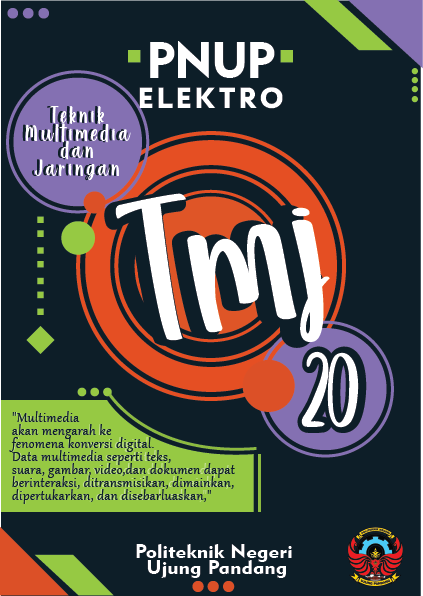 PNUP
ELEKTRO
Teknik
Multimedia
dan
Jaringan
Tmj
20
"Multimedia
akan mengarah ke
fenomena konversi digital.
Data multimedia seperti teks,
suara, gambar, video,dan dokumen dapat
berinteraksi, ditransmisikan, dimainkan,
dipertukarkan, dan disebarluaskan,"
Politeknik Negeri
Ujung Pandang